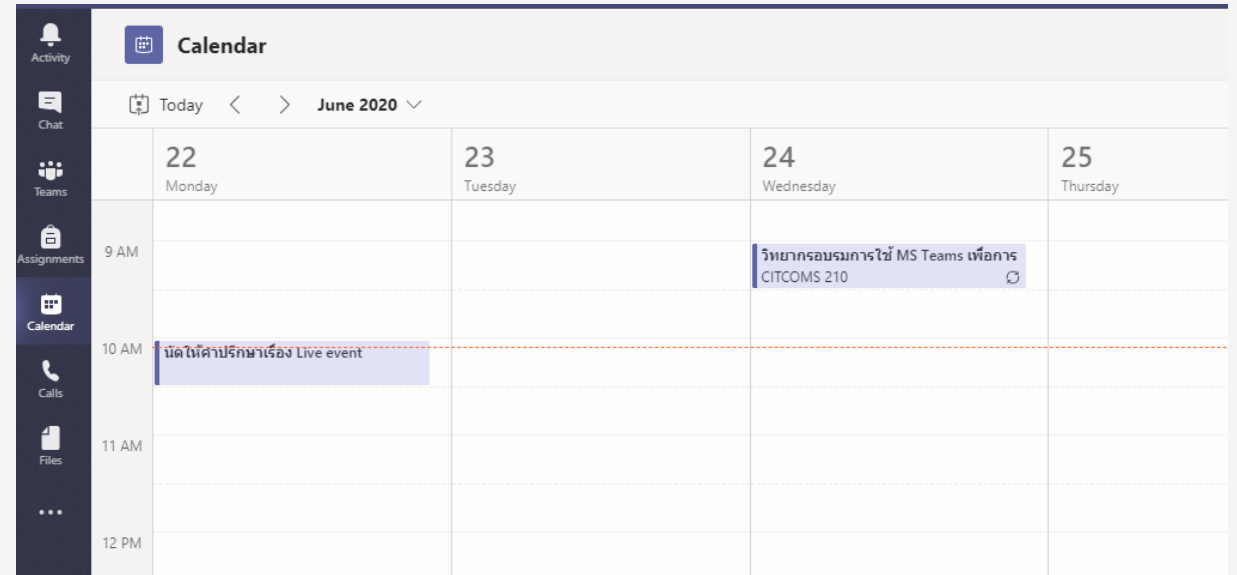 Activity
Chat
Teams
Assignments
Calendar
Calls
Files
Calendar
Today
June 2020
22
Monday
23
Tuesday
24
Wednesday
25
Thursday
9 AM
วิทยากรอบรมการใช้ MS Teams เพื่อการ
CITCOMS 210
10 AM
นัดให้คำปรึกษาเรื่อง Live event
11 AM
12 PM